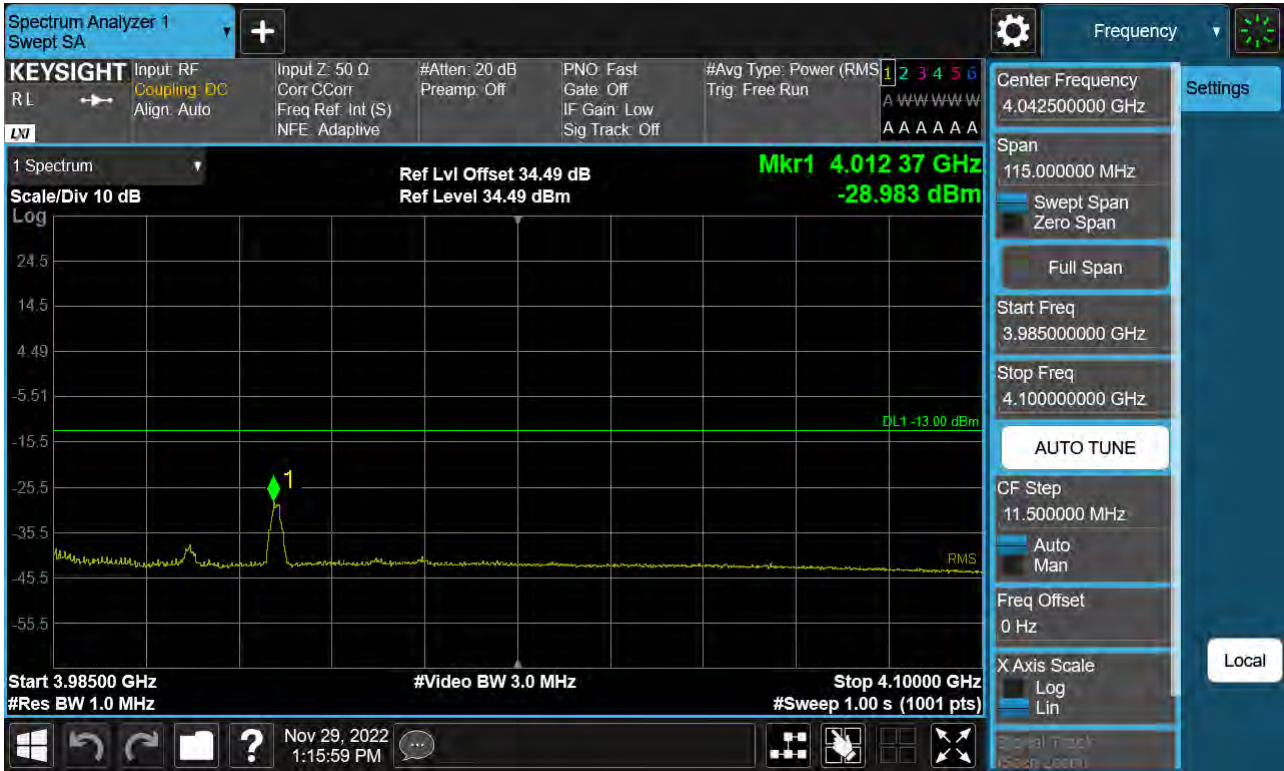 Spectrum Analyzer 1
Swept SA
+
Frequency
KEYSIGHT
RL
LXI
Input: RF
Coupling: DC
Align: Auto
Input Z: 50 Ω
Corr CCorr
Freq Ref: Int (S)
NFE: Adaptive
#Atten: 20 dB
Preamp: Off
PNO: Fast
Gate: Off
IF Gain: Low
Sig Track: Off
#Avg Type: Power (RMS
Trig: Free Run
1 2 3 4 5 6
A W W W W W
A A A A A A
1 Spectrum
Scale/Div 10 dB
Log
Ref Lvl Offset 34.49 dB
Ref Level 34.49 dBm
Mkr1 4.012 37 GHz
-28.983 dBm
24.5
14.5
4.49
-5.51
DL1 -13.00 dBm
-15.5
1
-25.5
-35.5
RMS
-45.5
-55.5
Start 3.98500 GHz
#Video BW 3.0 MHz
Stop 4.10000 GHz
#Res BW 1.0 MHz
#Sweep 1.00 s (1001 pts)
Center Frequency
4.042500000 GHz
Settings
Span
115.000000 MHz
Swept Span
Zero Span
Full Span
Start Freq
3.985000000 GHz
Stop Freq
4.100000000 GHz
AUTO TUNE
CF Step
11.500000 MHz
Auto
Man
Freq Offset
0 Hz
X Axis Scale
Log
Lin
Local
Signal Track
(Span Zoom)
?
Nov 29, 2022
1:15:59 PM